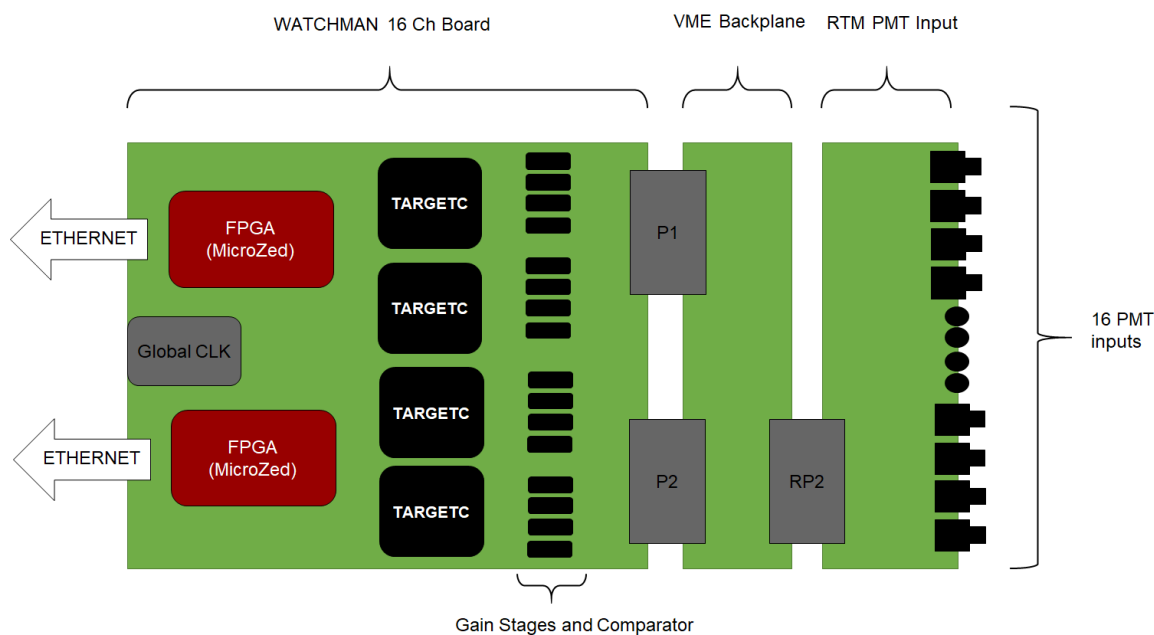 WATCHMAN 16 Ch Board
VME Backplane
RTM PMT Input
ETHERNET
FPGA
(MicroZed)
TARGETC
P1
TARGETC
Global CLK
16 PMT
inputs
TARGETC
ETHERNET
FPGA
(MicroZed)
P2
RP2
TARGETC
Gain Stages and Comparator